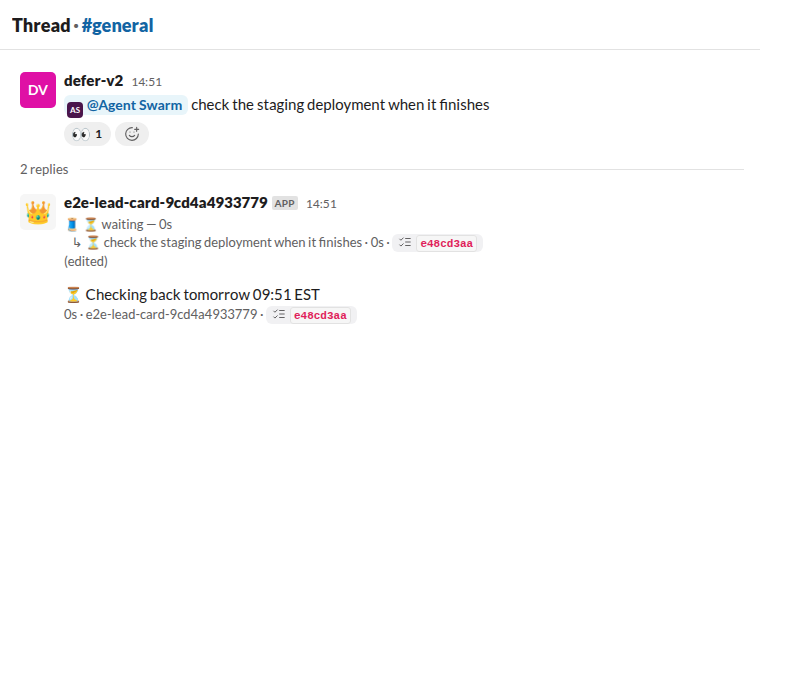 Thread · #general
DV
defer-v2 14:51
AS @Agent Swarm check the staging deployment when it finishes
👀 1
2 replies
e2e-lead-card-9cd4a4933779 APP 14:51
🧵 ⏳ waiting — 0s
↳ ⏳ check the staging deployment when it finishes · 0s · e48cd3aa
(edited)
⏳ Checking back tomorrow 09:51 EST
0s · e2e-lead-card-9cd4a4933779 · e48cd3aa